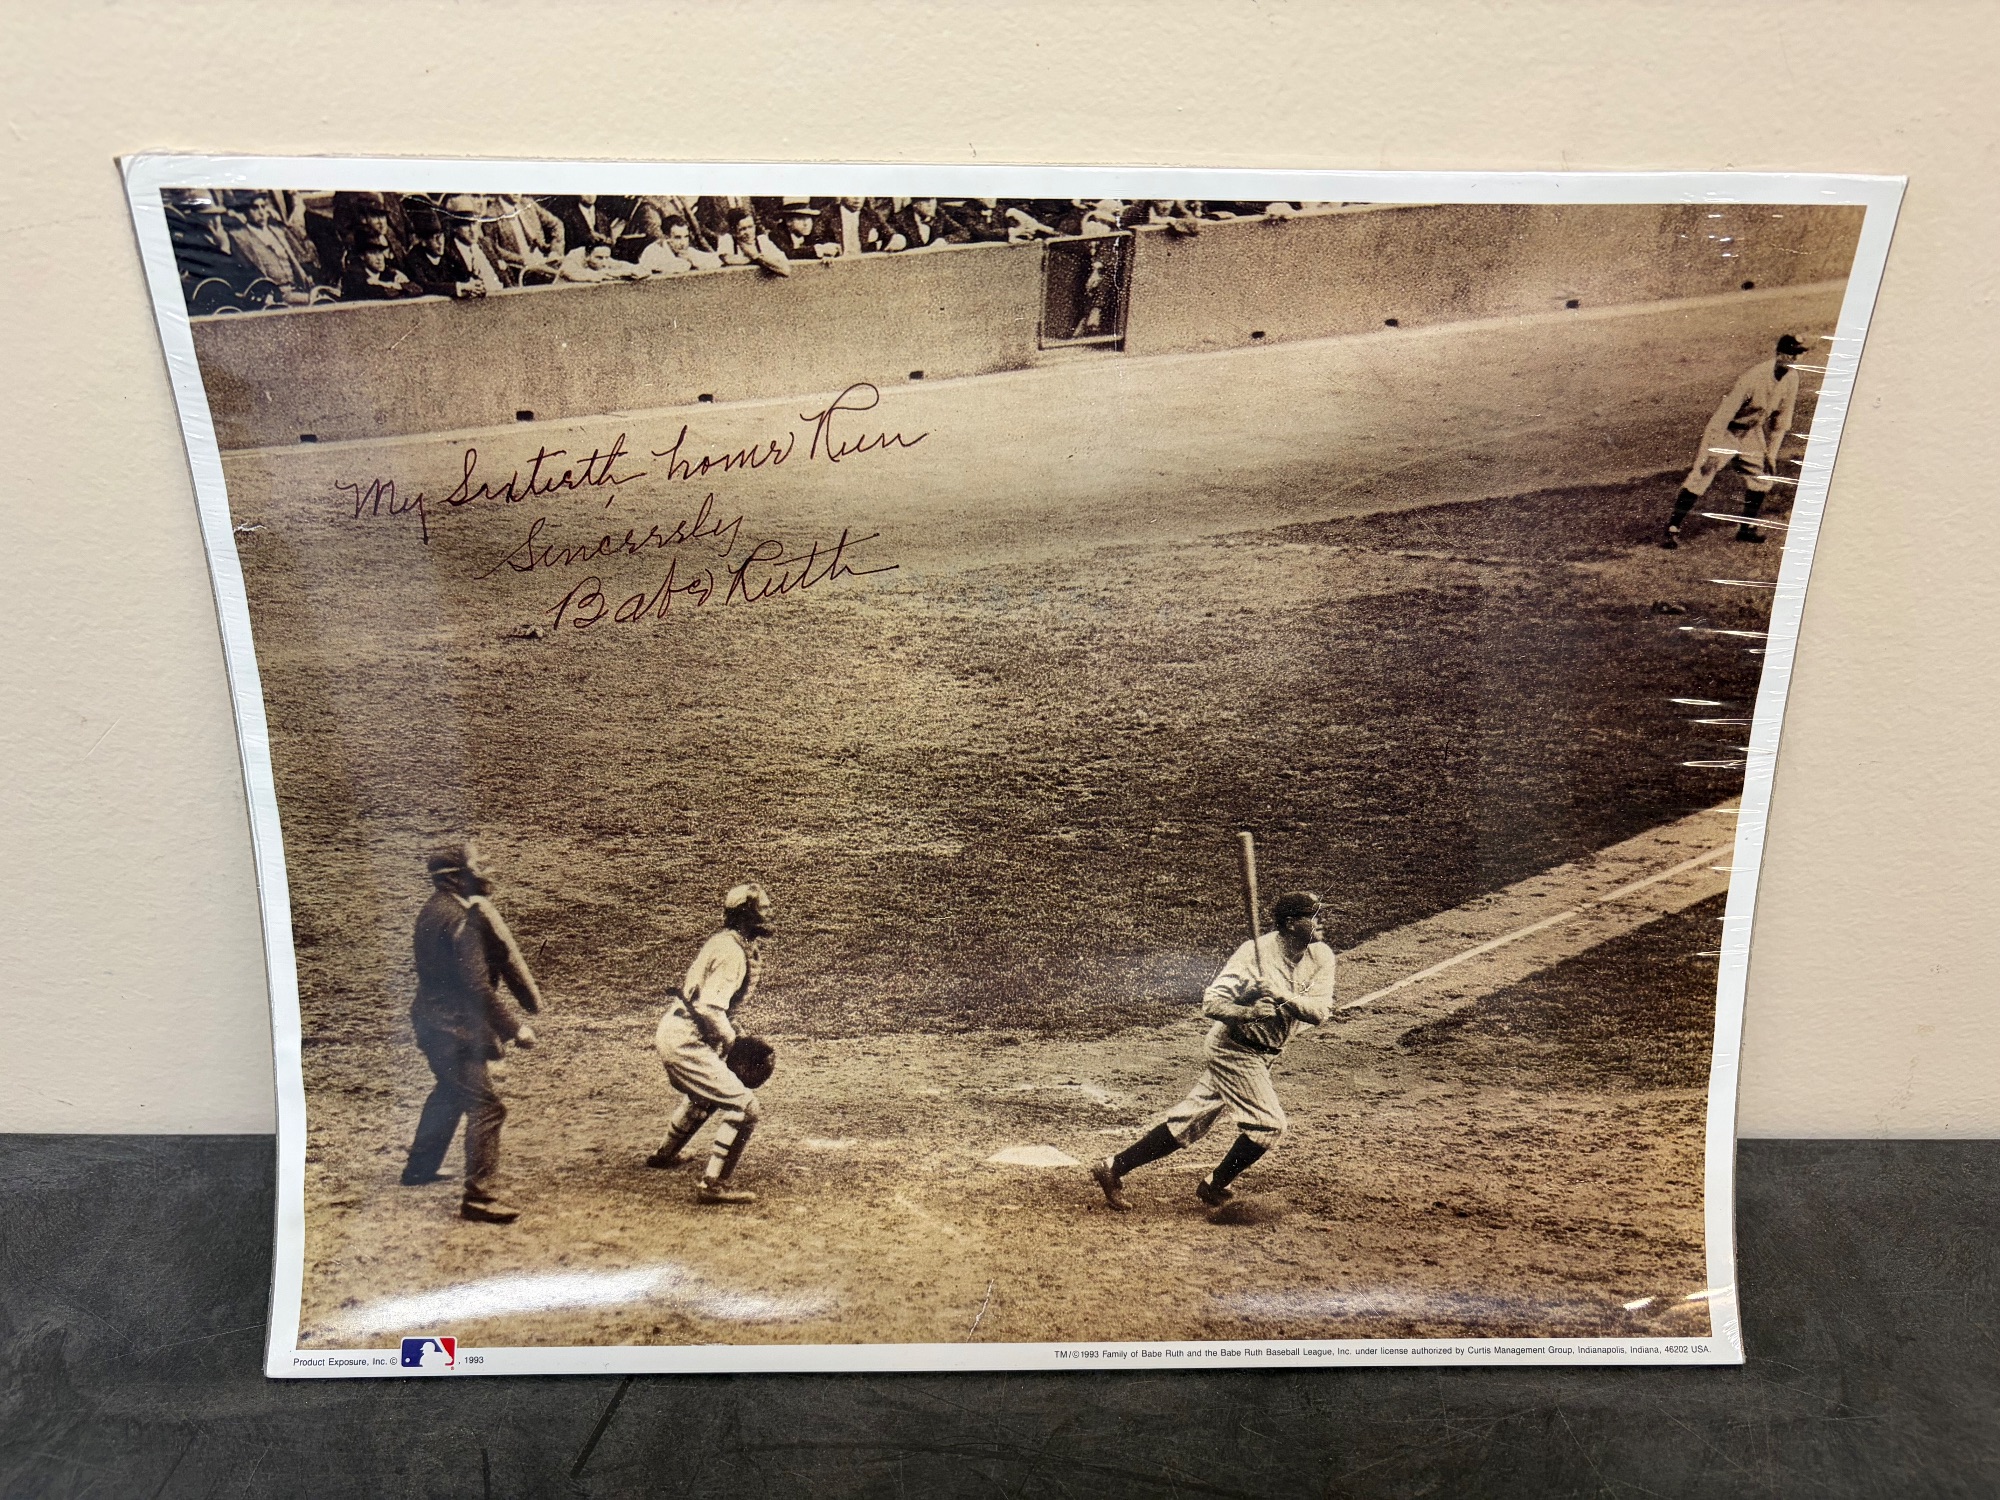 My Sixtieth home Run
Sincerely
Babe Ruth
Product Exposure, Inc. © , 1993
TM/©1993 Family of Babe Ruth and the Babe Ruth Baseball League, Inc. under license authorized by Curtis Management Group, Indianapolis, Indiana, 46202 USA.